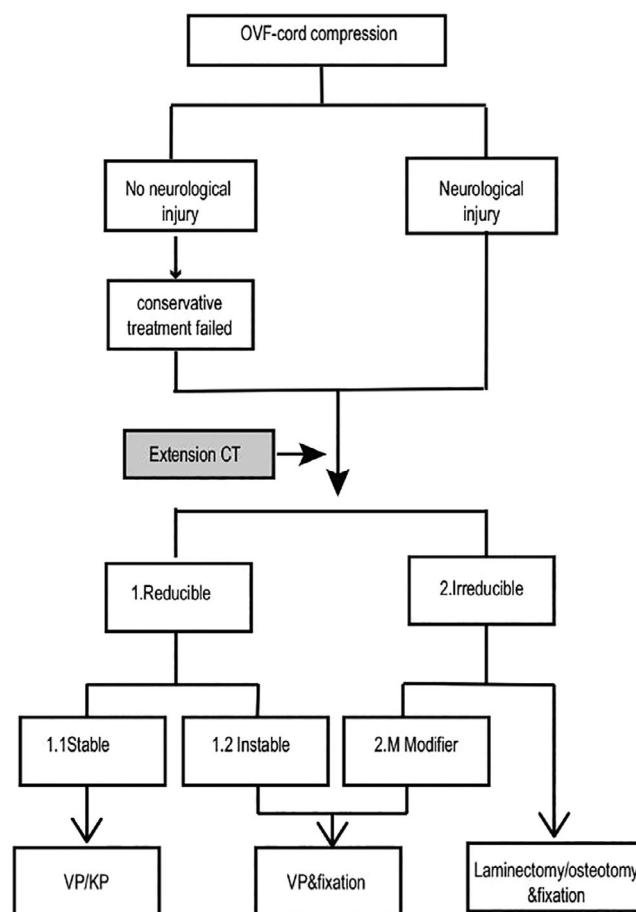 OVF-cord compression
No neurological
injury
Neurological
injury
conservative
treatment failed
Extension CT
1.Reducible
2.Irreducible
1.1Stable
1.2 Instable
2.M Modifier
VP/KP
VP&fixation
Laminectomy/osteotomy
&fixation